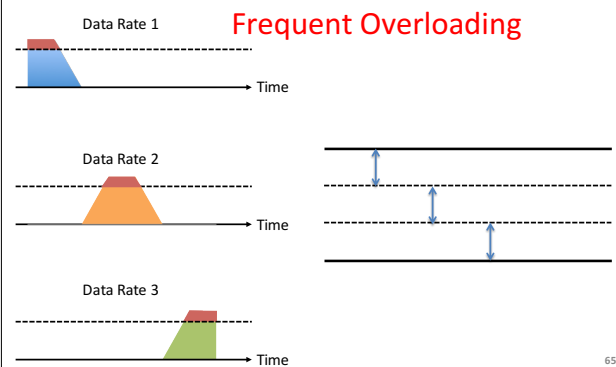 Frequent Overloading
Data Rate 1
Time
Data Rate 2
Time
Data Rate 3
Time
65